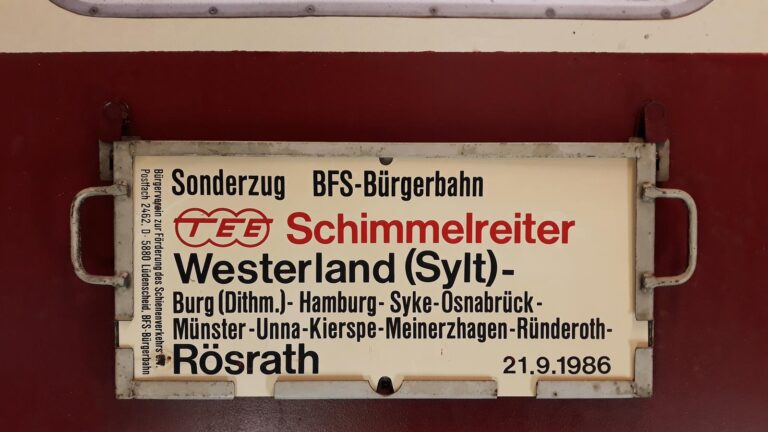 Sonderzug BFS-Bürgerbahn
TEE Schimmelreiter
Westerland (Sylt)-
Burg (Dithm.)- Hamburg- Syke-Osnabrück-
Münster-Unna-Kierspe-Meinerzhagen-Ründeroth-
Rösrath 21.9.1986
Bürgerverein zur Förderung des Schienenverkehrs e.V.
Postfach 2462, D-5880 Lüdenscheid, BFS-Bürgerbahn